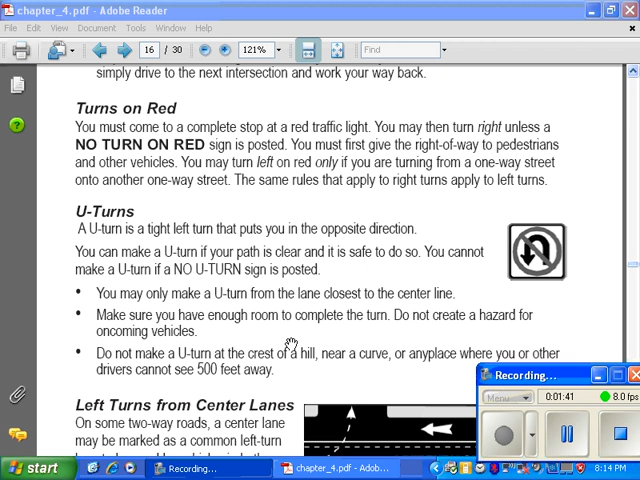 chapter_4.pdf - Adobe Reader
File Edit View Document Tools Window Help
16 / 30 121% Find
simply drive to the next intersection and work your way back.
Turns on Red
You must come to a complete stop at a red traffic light. You may then turn right unless a
NO TURN ON RED sign is posted. You must first give the right-of-way to pedestrians
and other vehicles. You may turn left on red only if you are turning from a one-way street
onto another one-way street. The same rules that apply to right turns apply to left turns.
U-Turns
A U-turn is a tight left turn that puts you in the opposite direction.
You can make a U-turn if your path is clear and it is safe to do so. You cannot
make a U-turn if a NO U-TURN sign is posted.
• You may only make a U-turn from the lane closest to the center line.
• Make sure you have enough room to complete the turn. Do not create a hazard for
oncoming vehicles.
• Do not make a U-turn at the crest of a hill, near a curve, or anyplace where you or other
drivers cannot see 500 feet away.
Recording...
Menu 0:01:41 8.0 fps
Left Turns from Center Lanes
On some two-way roads, a center lane
may be marked as a common left-turn
start Recording... chapter_4.pdf - Adob... 8:14 PM